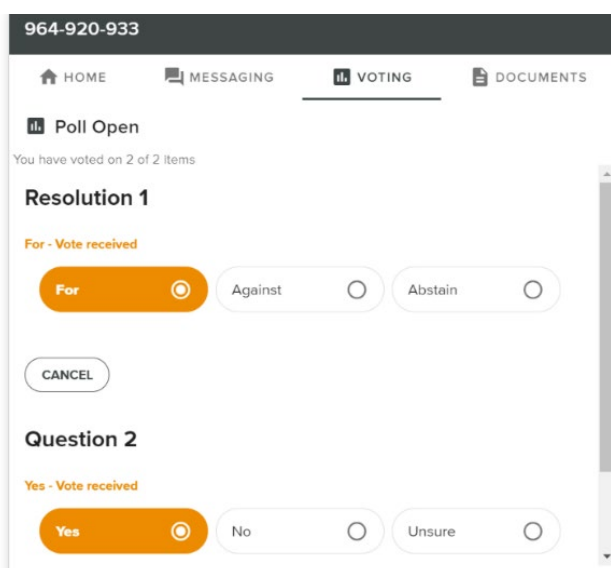 964-920-933
HOME MESSAGING VOTING DOCUMENTS
Poll Open
You have voted on 2 of 2 items
Resolution 1
For - Vote received
For Against Abstain
CANCEL
Question 2
Yes - Vote received
Yes No Unsure